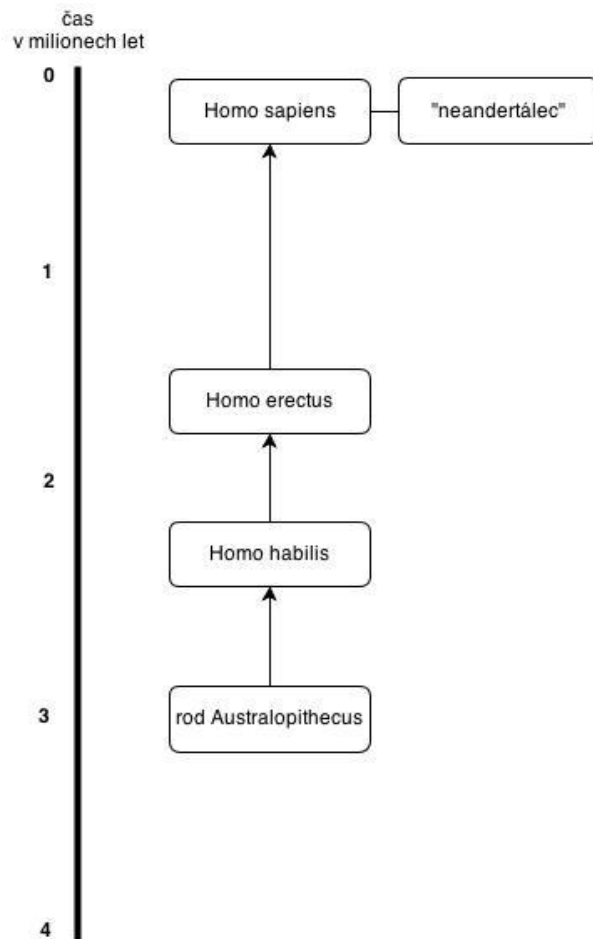 čas
v milionech let
0
Homo sapiens
"neandertálec"
1
Homo erectus
2
Homo habilis
3
rod Australopithecus
4